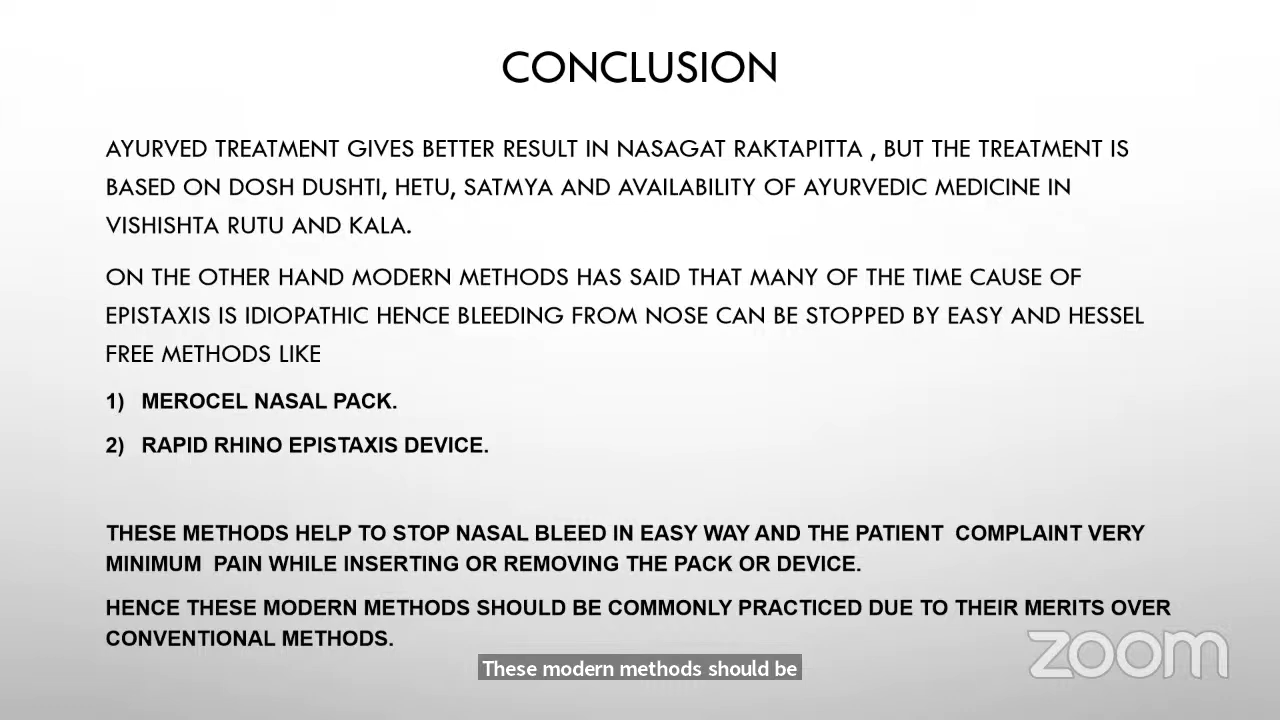 CONCLUSION
AYURVED TREATMENT GIVES BETTER RESULT IN NASAGAT RAKTAPITTA , BUT THE TREATMENT IS
BASED ON DOSH DUSHTI, HETU, SATMYA AND AVAILABILITY OF AYURVEDIC MEDICINE IN
VISHISHTA RUTU AND KALA.
ON THE OTHER HAND MODERN METHODS HAS SAID THAT MANY OF THE TIME CAUSE OF
EPISTAXIS IS IDIOPATHIC HENCE BLEEDING FROM NOSE CAN BE STOPPED BY EASY AND HESSEL
FREE METHODS LIKE
1) MEROCEL NASAL PACK.
2) RAPID RHINO EPISTAXIS DEVICE.
THESE METHODS HELP TO STOP NASAL BLEED IN EASY WAY AND THE PATIENT COMPLAINT VERY
MINIMUM PAIN WHILE INSERTING OR REMOVING THE PACK OR DEVICE.
HENCE THESE MODERN METHODS SHOULD BE COMMONLY PRACTICED DUE TO THEIR MERITS OVER
CONVENTIONAL METHODS.
zoom
These modern methods should be